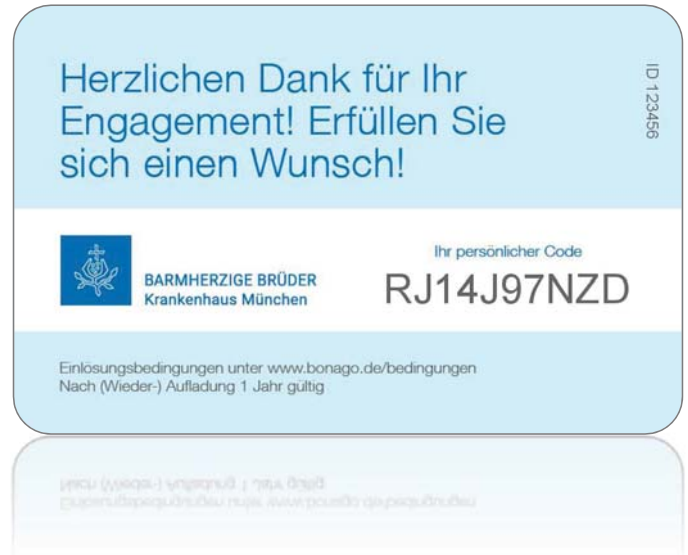 Herzlichen Dank für Ihr
Engagement! Erfüllen Sie
sich einen Wunsch!
ID 123456
BARMHERZIGE BRÜDER
Krankenhaus München
Ihr persönlicher Code
RJ14J97NZD
Einlösungsbedingungen unter www.bonago.de/bedingungen
Nach (Wieder-) Aufladung 1 Jahr gültig